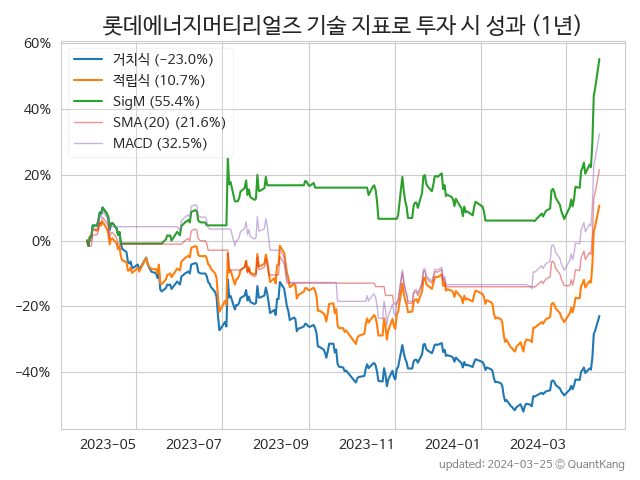 롯데에너지머티리얼즈 기술 지표로 투자 시 성과 (1년)
60%
40%
20%
0%
−20%
−40%
거치식 (−23.0%)
적립식 (10.7%)
SigM (55.4%)
SMA(20) (21.6%)
MACD (32.5%)
2023-05
2023-07
2023-09
2023-11
2024-01
2024-03
updated: 2024-03-25 © QuantKang